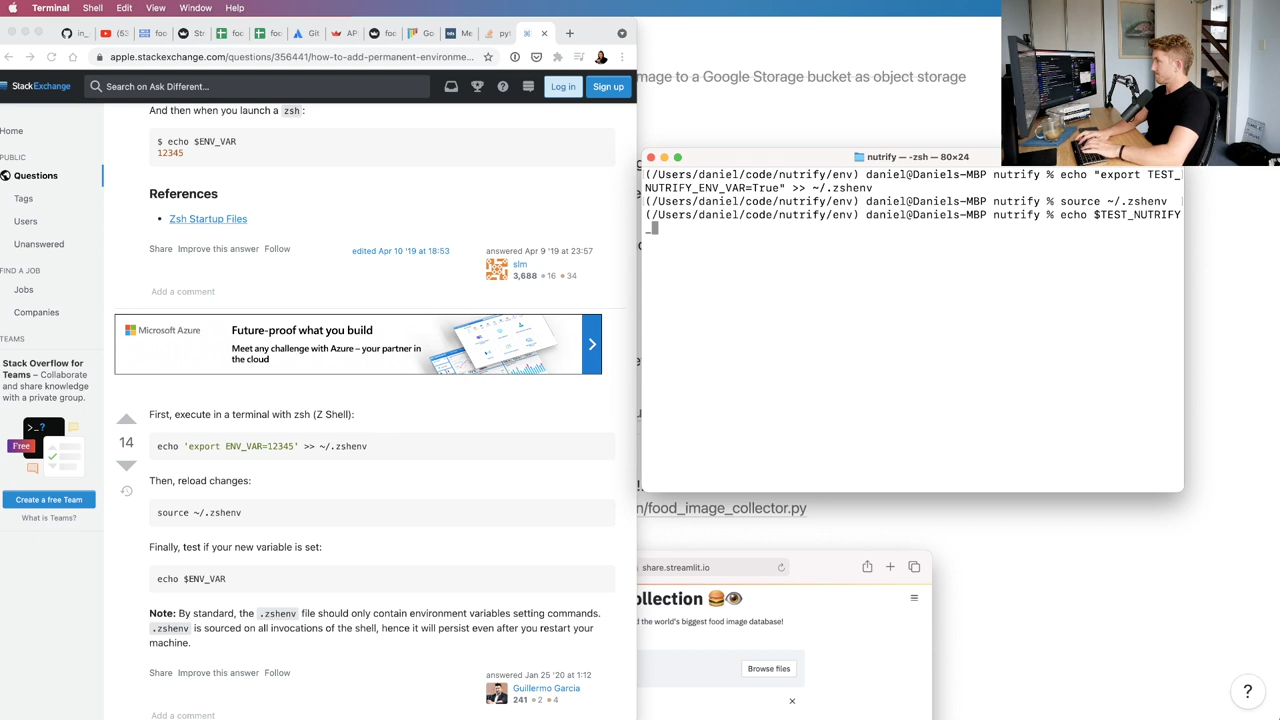 Terminal Shell Edit View Window Help
apple.stackexchange.com/questions/356441/how-to-add-permanent-environme...
StackExchange
Search on Ask Different...
Log in
Sign up
Home
PUBLIC
Questions
Tags
Users
Unanswered
FIND A JOB
Jobs
Companies
TEAMS
Stack Overflow for
Teams – Collaborate
and share knowledge
with a private group.
Free
Create a free Team
What is Teams?
And then when you launch a zsh :
$ echo $ENV_VAR
12345
References
Zsh Startup Files
Share Improve this answer Follow
edited Apr 10 '19 at 18:53
answered Apr 9 '19 at 23:57
slm
3,688 16 34
Add a comment
Microsoft Azure
Future-proof what you build
Meet any challenge with Azure – your partner in
the cloud
14
First, execute in a terminal with zsh (Z Shell):
echo 'export ENV_VAR=12345' >> ~/.zshenv
Then, reload changes:
source ~/.zshenv
Finally, test if your new variable is set:
echo $ENV_VAR
Note: By standard, the .zshenv file should only contain environment variables setting commands.
.zshenv is sourced on all invocations of the shell, hence it will persist even after you restart your
machine.
Share Improve this answer Follow
answered Jan 25 '20 at 1:12
Guillermo Garcia
241 2 4
Add a comment
mage to a Google Storage bucket as object storage
nutrify — -zsh — 80×24
(/Users/daniel/code/nutrify/env) daniel@Daniels-MBP nutrify % echo "export TEST_
NUTRIFY_ENV_VAR=True" >> ~/.zshenv
(/Users/daniel/code/nutrify/env) daniel@Daniels-MBP nutrify % source ~/.zshenv
(/Users/daniel/code/nutrify/env) daniel@Daniels-MBP nutrify % echo $TEST_NUTRIFY
_
n/food_image_collector.py
share.streamlit.io
ollection 🍔👁
d the world's biggest food image database!
Browse files
?